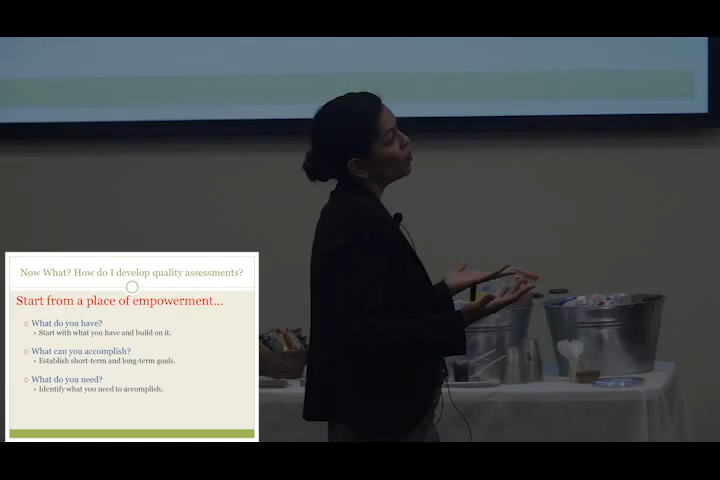 Now What? How do I develop quality assessments?
Start from a place of empowerment...
What do you have?
Start with what you have and build on it.
What can you accomplish?
Establish short-term and long-term goals.
What do you need?
Identify what you need to accomplish.